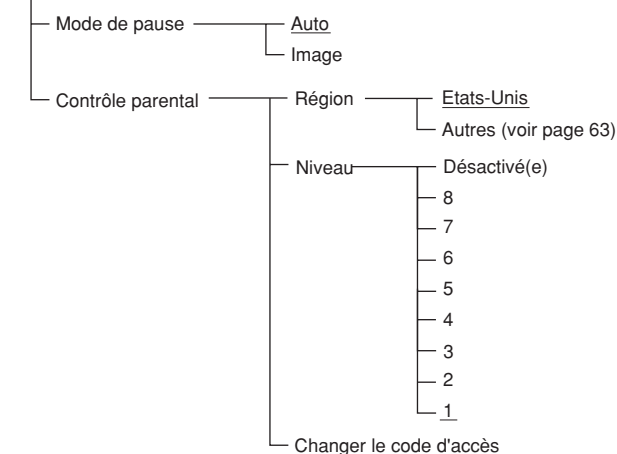 Mode de pause Auto
Image
Contrôle parental Région Etats-Unis
Autres (voir page 63)
Niveau Désactivé(e)
8
7
6
5
4
3
2
1
Changer le code d'accès